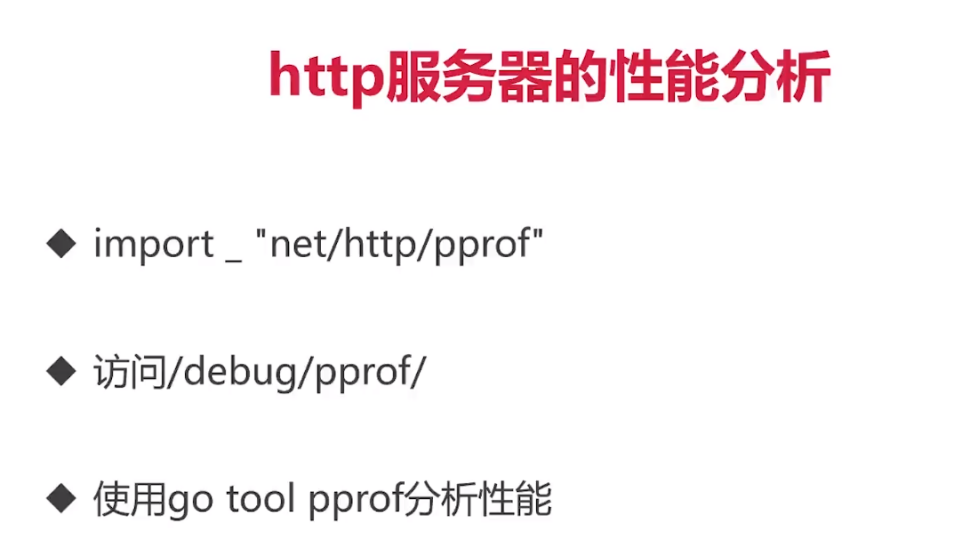 http服务器的性能分析
◆ import _ "net/http/pprof"
◆ 访问/debug/pprof/
◆ 使用go tool pprof分析性能